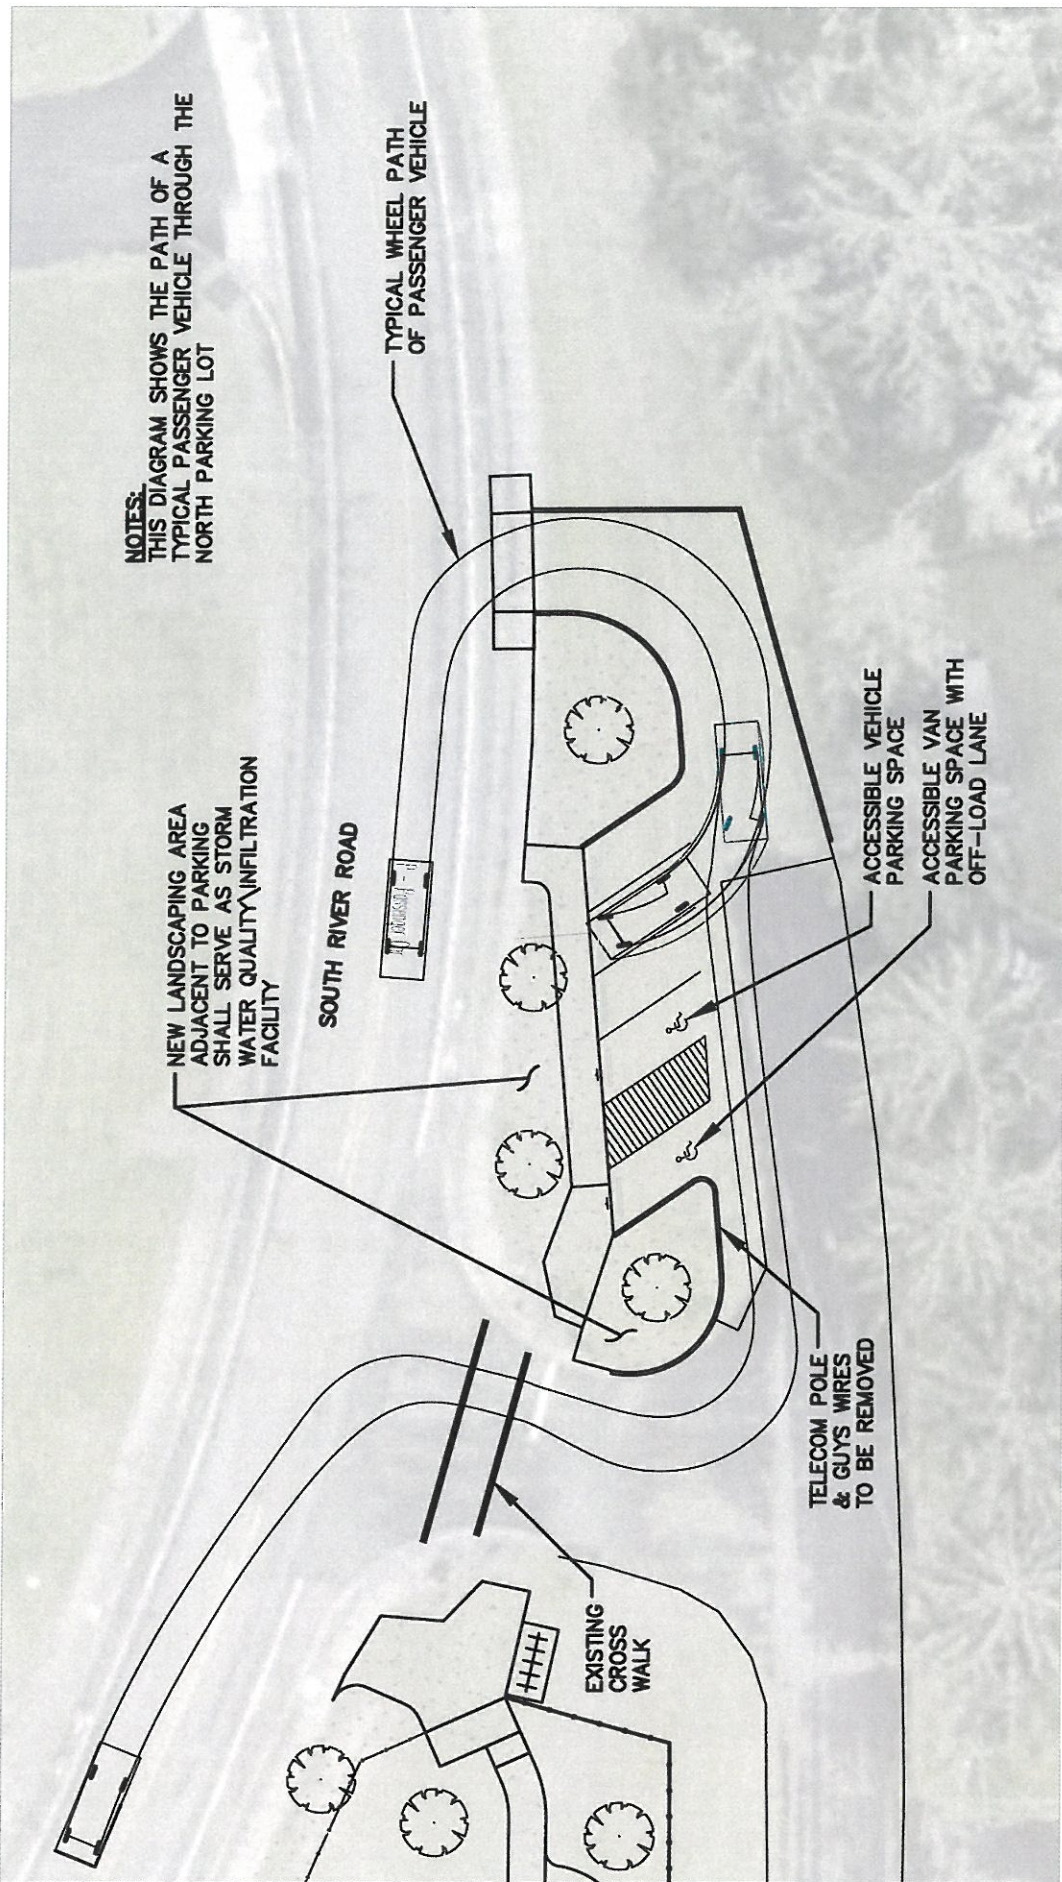 NOTES:
THIS DIAGRAM SHOWS THE PATH OF A
TYPICAL PASSENGER VEHICLE THROUGH THE
NORTH PARKING LOT
NEW LANDSCAPING AREA
ADJACENT TO PARKING
SHALL SERVE AS STORM
WATER QUALITY\INFILTRATION
FACILITY
SOUTH RIVER ROAD
TYPICAL WHEEL PATH
OF PASSENGER VEHICLE
EXISTING
CROSS
WALK
TELECOM POLE
& GUYS WIRES
TO BE REMOVED
ACCESSIBLE VEHICLE
PARKING SPACE
ACCESSIBLE VAN
PARKING SPACE WITH
OFF-LOAD LANE